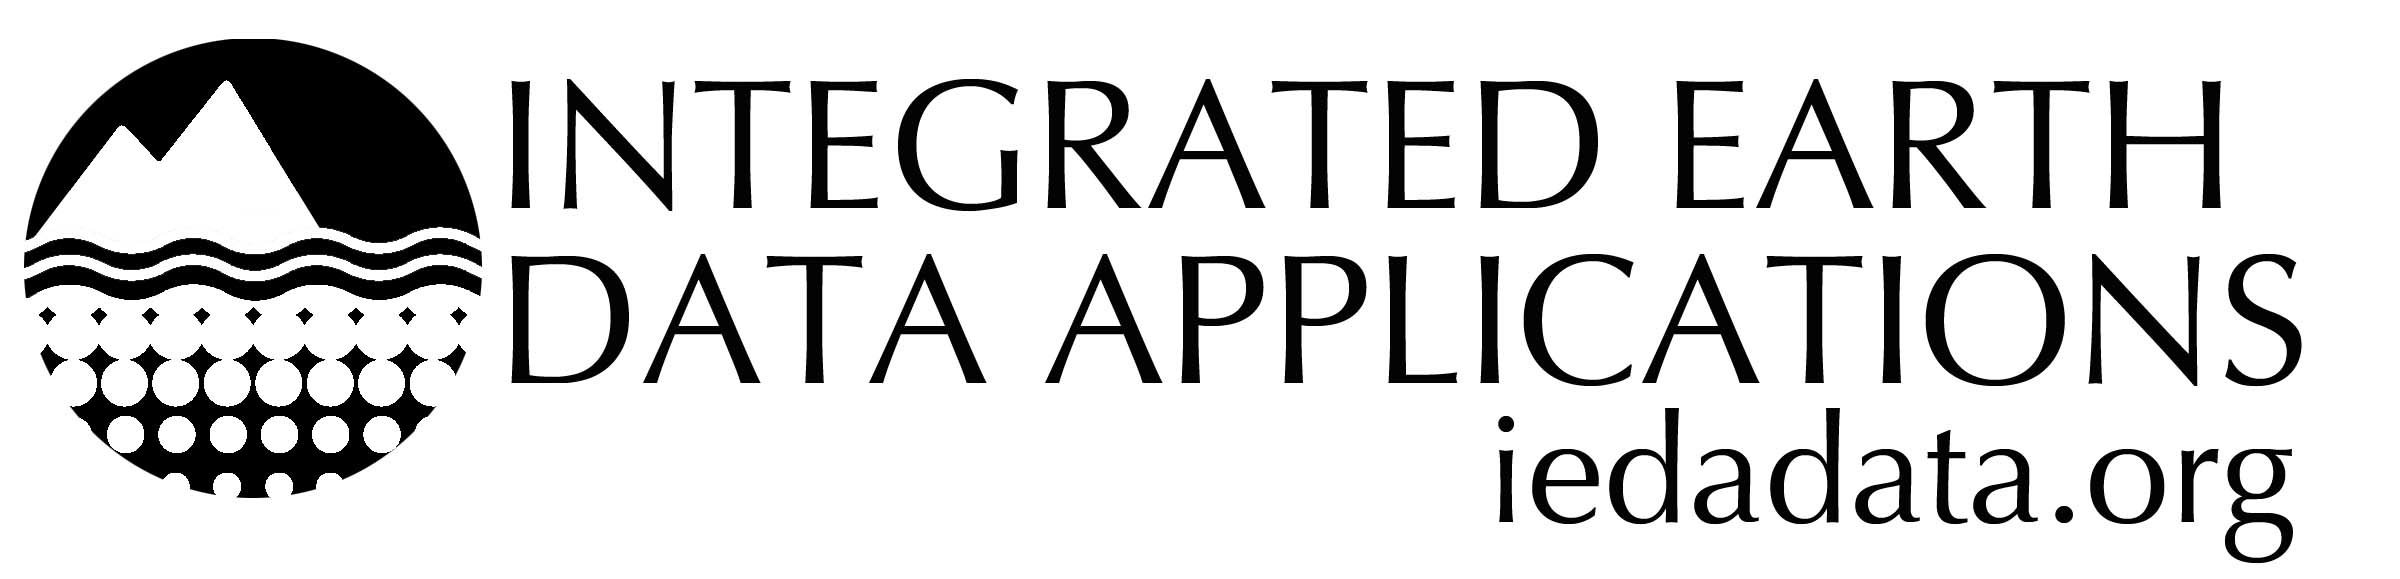 INTEGRATED EARTH
DATA APPLICATIONS
iedadata.org